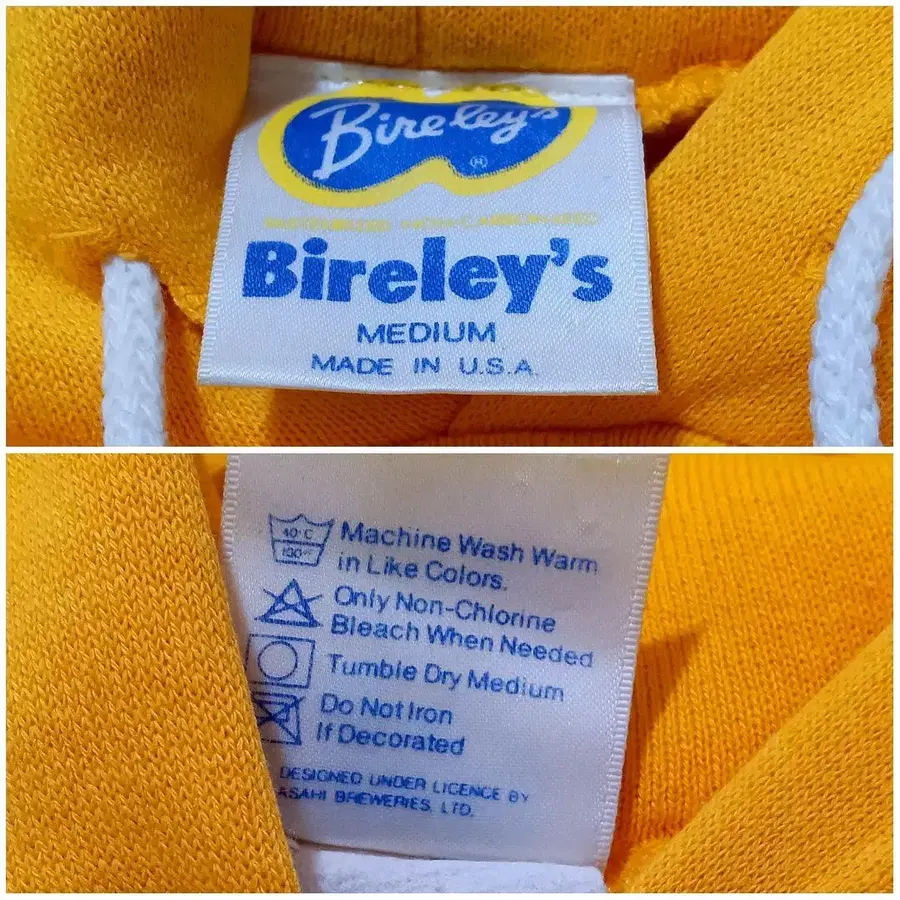 Bireley's
®
PASTEURIZED NON-CARBONATED
Bireley's
MEDIUM
MADE IN U.S.A.
40°C
Machine Wash Warm
in Like Colors.
Only Non-Chlorine
Bleach When Needed
Tumble Dry Medium
Do Not Iron
If Decorated
DESIGNED UNDER LICENCE BY
ASAHI BREWERIES, LTD.